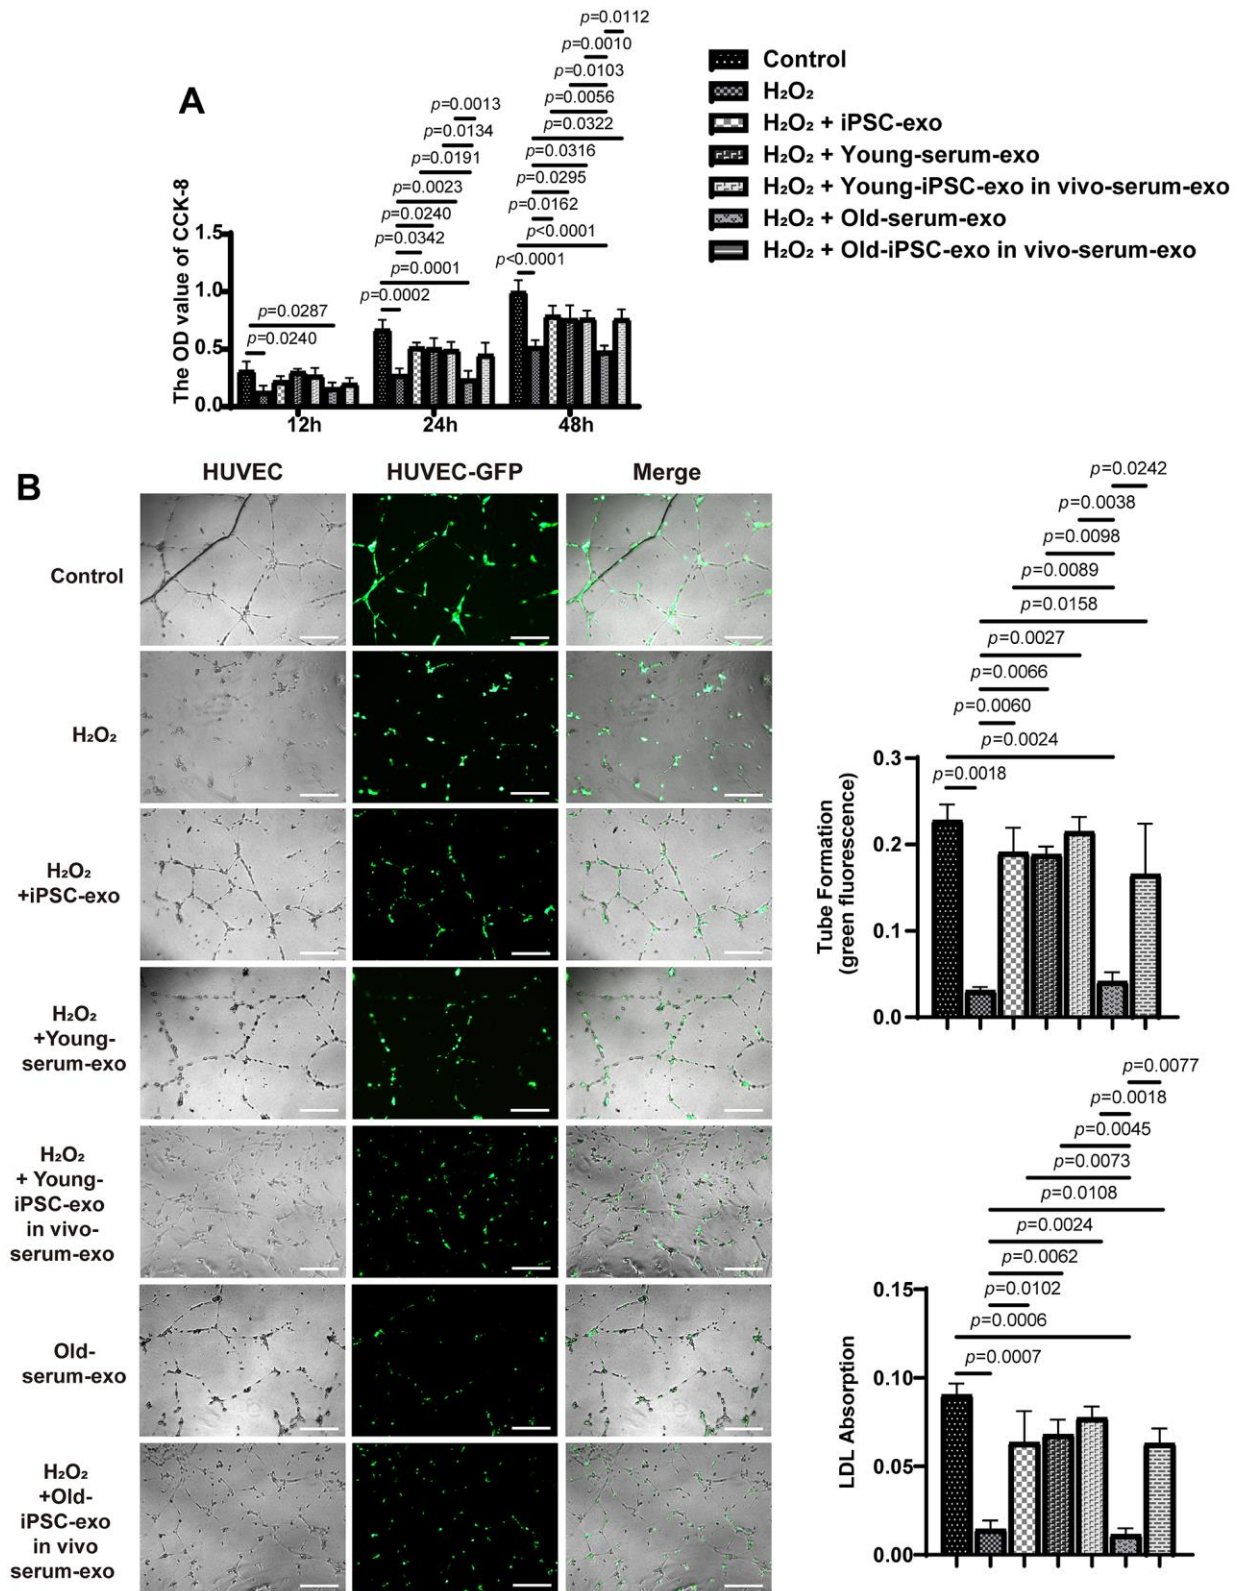 A
The OD value of CCK-8
1.5
1.0
0.5
0.0
12h
24h
48h
p=0.0287
p=0.0240
p=0.0013
p=0.0134
p=0.0191
p=0.0023
p=0.0240
p=0.0342
p=0.0001
p=0.0002
p=0.0112
p=0.0010
p=0.0103
p=0.0056
p=0.0322
p=0.0316
p=0.0295
p=0.0162
p<0.0001
p<0.0001
Control
H₂O₂
H₂O₂ + iPSC-exo
H₂O₂ + Young-serum-exo
H₂O₂ + Young-iPSC-exo in vivo-serum-exo
H₂O₂ + Old-serum-exo
H₂O₂ + Old-iPSC-exo in vivo-serum-exo
B
HUVEC
HUVEC-GFP
Merge
Control
H₂O₂
H₂O₂
+iPSC-exo
H₂O₂
+Young-
serum-exo
H₂O₂
+ Young-
iPSC-exo
in vivo-
serum-exo
Old-
serum-exo
H₂O₂
+Old-
iPSC-exo
in vivo
serum-exo
p=0.0242
p=0.0038
p=0.0098
p=0.0089
p=0.0158
p=0.0027
p=0.0066
p=0.0060
p=0.0024
p=0.0018
Tube Formation
(green fluorescence)
0.3
0.2
0.1
0.0
p=0.0077
p=0.0018
p=0.0045
p=0.0073
p=0.0108
p=0.0024
p=0.0062
p=0.0102
p=0.0006
p=0.0007
LDL Absorption
0.15
0.10
0.05
0.00